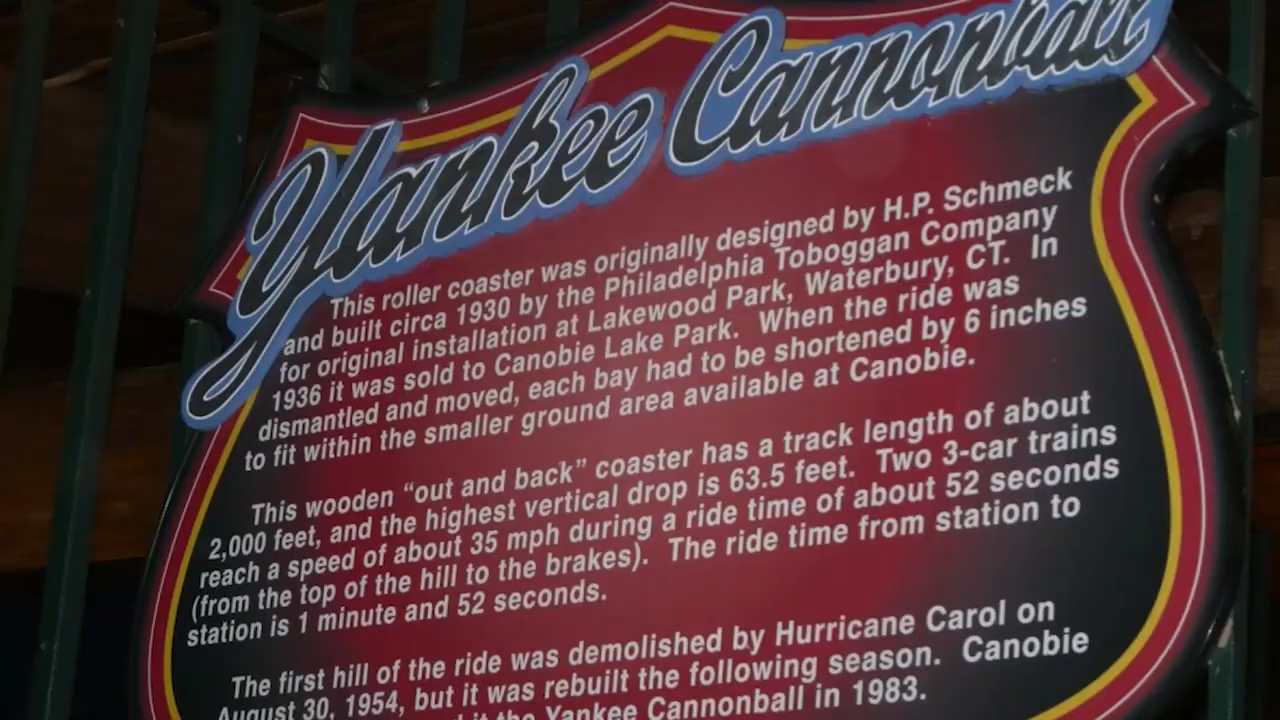 Yankee Cannonball
This roller coaster was originally designed by H.P. Schmeck
and built circa 1930 by the Philadelphia Toboggan Company
for original installation at Lakewood Park, Waterbury, CT. In
1936 it was sold to Canobie Lake Park. When the ride was
dismantled and moved, each bay had to be shortened by 6 inches
to fit within the smaller ground area available at Canobie.
This wooden “out and back” coaster has a track length of about
2,000 feet, and the highest vertical drop is 63.5 feet. Two 3-car trains
reach a speed of about 35 mph during a ride time of about 52 seconds
(from the top of the hill to the brakes). The ride time from station to
station is 1 minute and 52 seconds.
The first hill of the ride was demolished by Hurricane Carol on
August 30, 1954, but it was rebuilt the following season. Canobie
it the Yankee Cannonball in 1983.